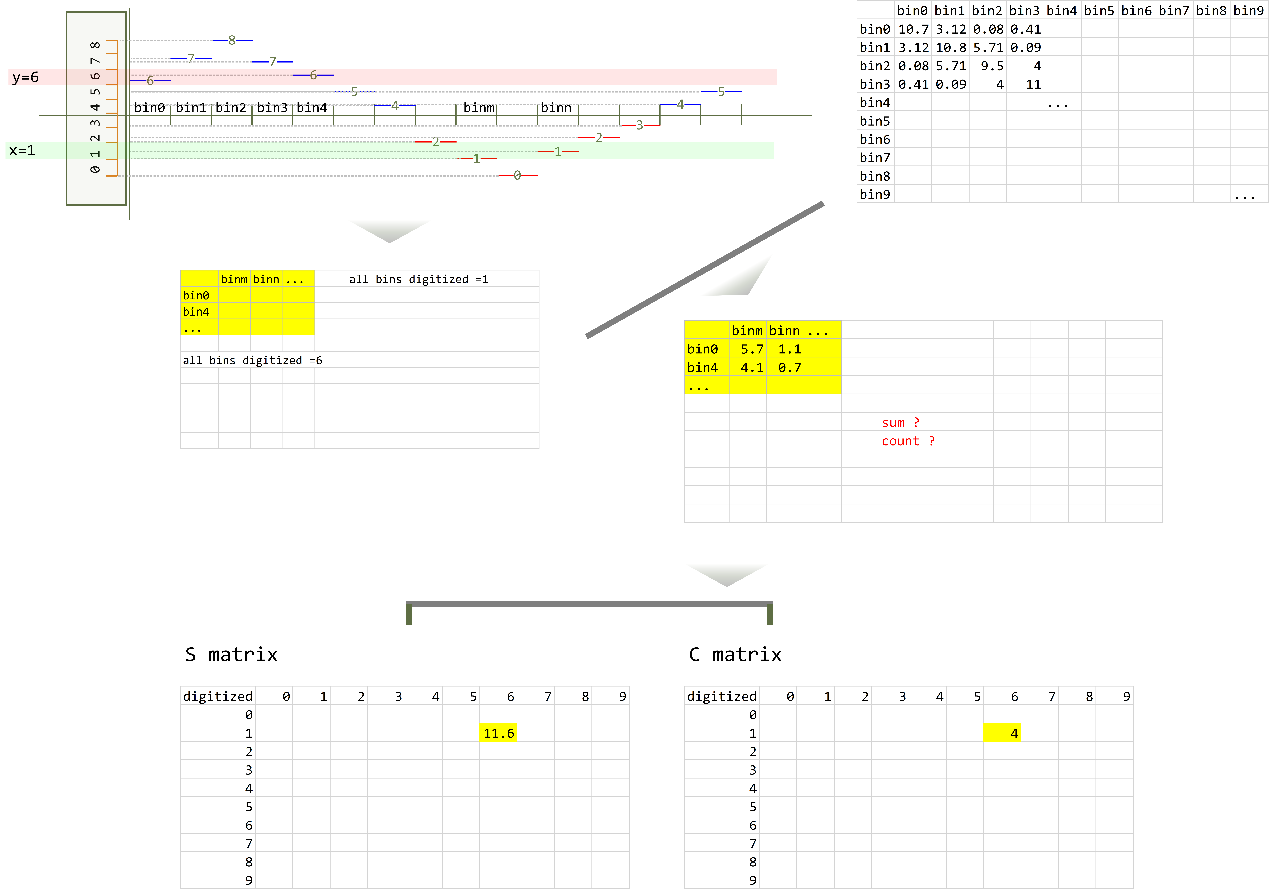 bin0 bin1 bin2 bin3 bin4 bin5 bin6 bin7 bin8 bin9
bin0 10.7 3.12 0.08 0.41
bin1 3.12 10.8 5.71 0.09
bin2 0.08 5.71 9.5 4
bin3 0.41 0.09 4 11
bin4 ...
bin5
bin6
bin7
bin8
bin9 ...
0 1 2 3 4 5 6 7 8
y=6
x=1
6 7 8 7 6 5 4 2 1 0 1 2 3 4 5
bin0 bin1 bin2 bin3 bin4 binm binn
binm binn ... all bins digitized =1
bin0
bin4
...
all bins digitized =6
binm binn ...
bin0 5.7 1.1
bin4 4.1 0.7
...
sum ?
count ?
S matrix
digitized 0 1 2 3 4 5 6 7 8 9
0
1 11.6
2
3
4
5
6
7
8
9
C matrix
digitized 0 1 2 3 4 5 6 7 8 9
0
1 4
2
3
4
5
6
7
8
9